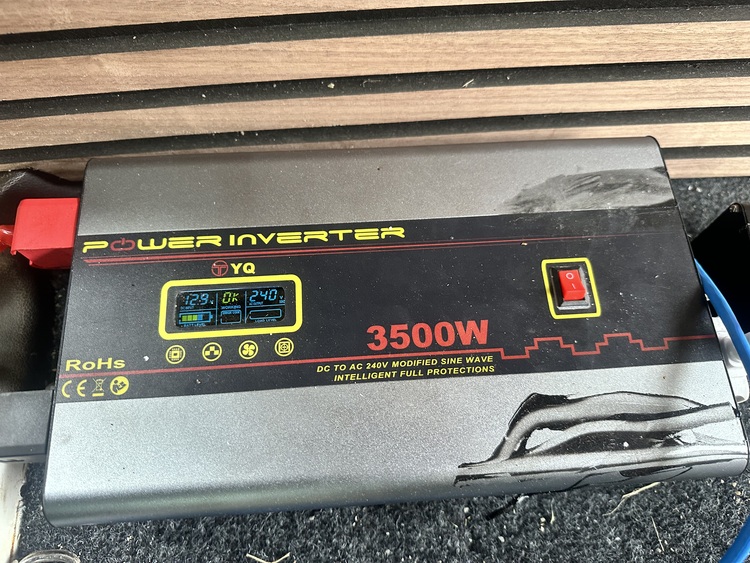 POWER INVERTER
YQ
12.9 V OK 240 V
3500W
DC TO AC 240V MODIFIED SINE WAVE
INTELLIGENT FULL PROTECTIONS
RoHs
CE